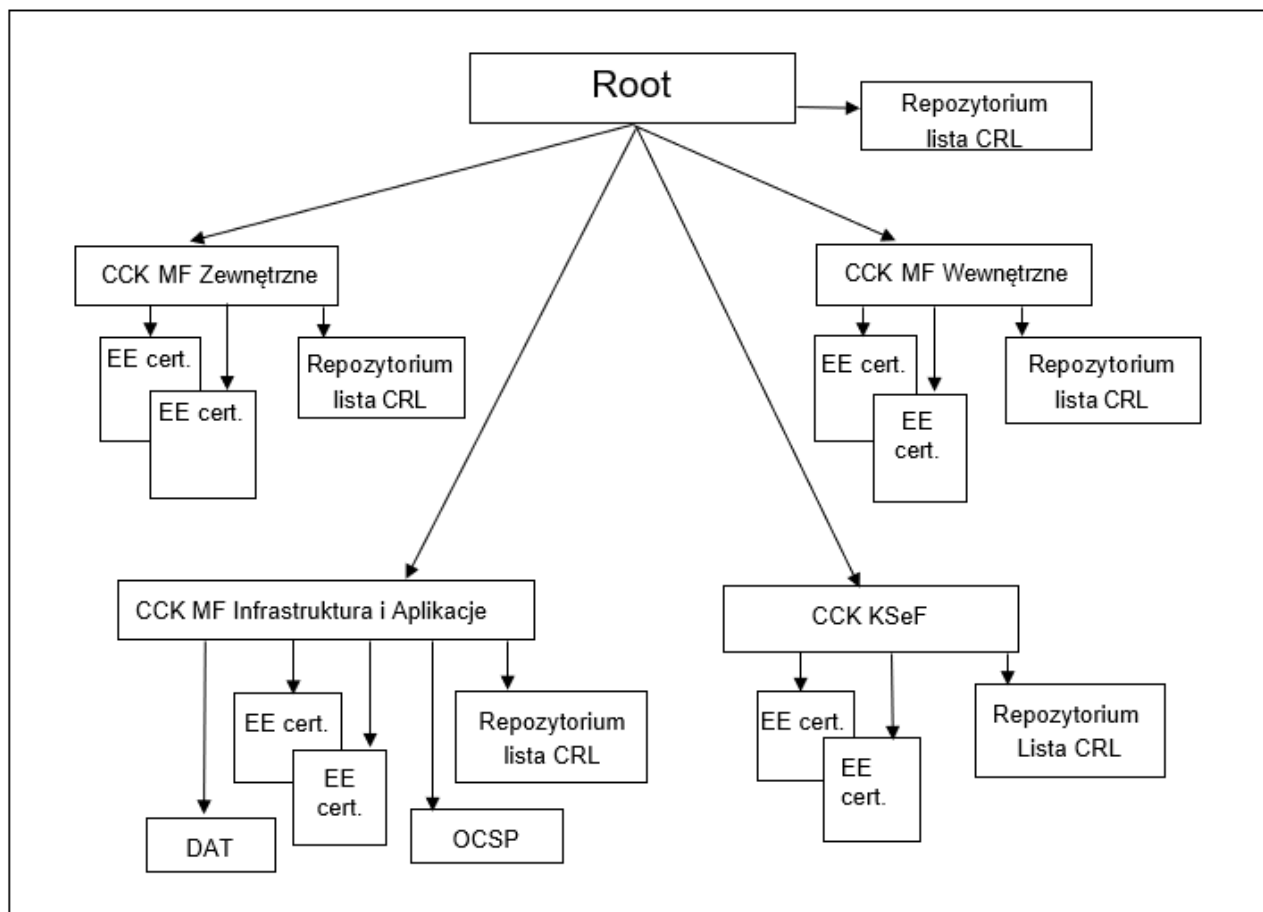 Root
Repozytorium
lista CRL
CCK MF Zewnętrzne
CCK MF Wewnętrzne
EE cert.
EE cert.
Repozytorium
lista CRL
EE cert.
EE
cert.
Repozytorium
lista CRL
CCK MF Infrastruktura i Aplikacje
CCK KSeF
EE cert.
EE
cert.
Repozytorium
lista CRL
DAT
OCSP
EE cert.
EE
cert.
Repozytorium
Lista CRL